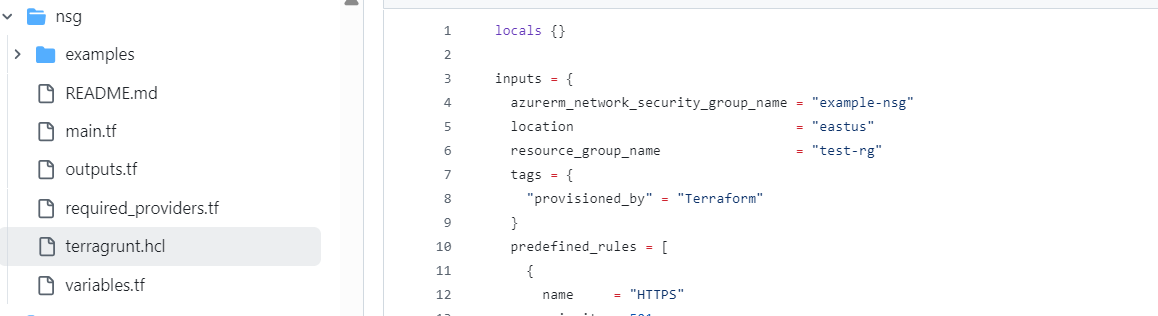 nsg
examples
README.md
main.tf
outputs.tf
required_providers.tf
terragrunt.hcl
variables.tf
1 locals {}
2
3 inputs = {
4 azurerm_network_security_group_name = "example-nsg"
5 location = "eastus"
6 resource_group_name = "test-rg"
7 tags = {
8 "provisioned_by" = "Terraform"
9 }
10 predefined_rules = [
11 {
12 name = "HTTPS"